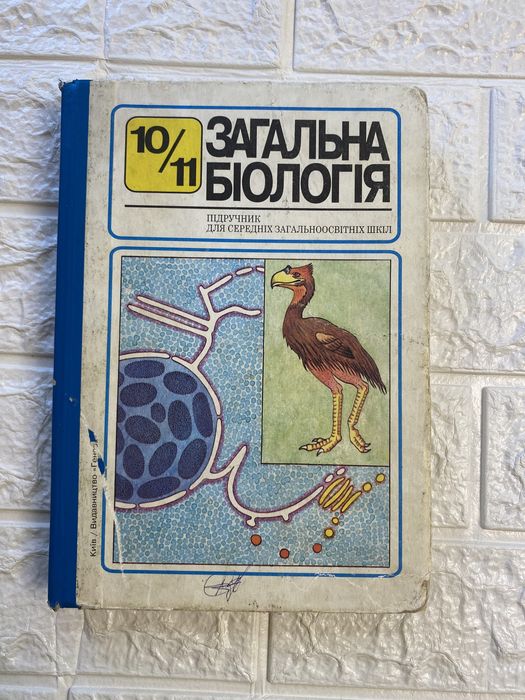 10/11
ЗАГАЛЬНА
БІОЛОГІЯ
ПІДРУЧНИК
ДЛЯ СЕРЕДНІХ ЗАГАЛЬНООСВІТНІХ ШКІЛ
Київ / Видавництво